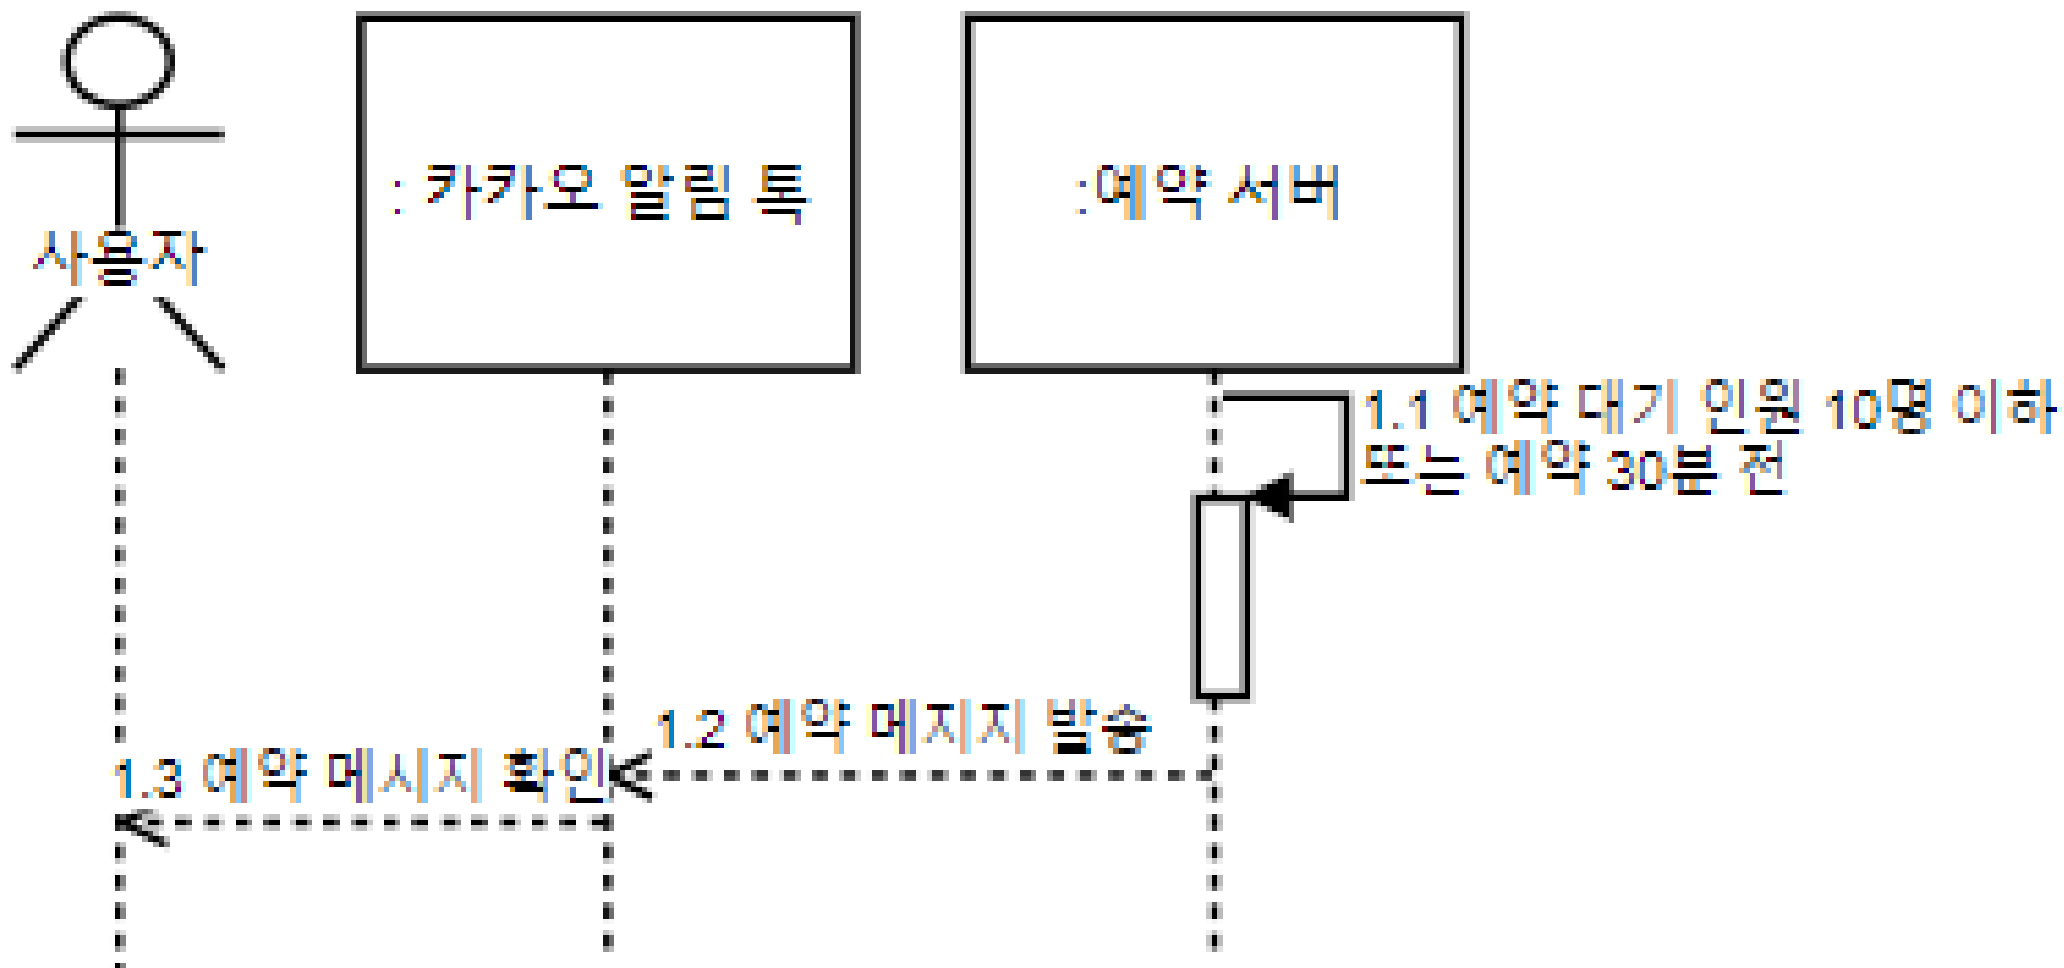 사용자
: 카카오 알림 톡
:예약 서버
1.1 예약 대기 인원 10명 이하
또는 예약 30분 전
1.2 예약 메지지 발송
1.3 예약 메시지 확인